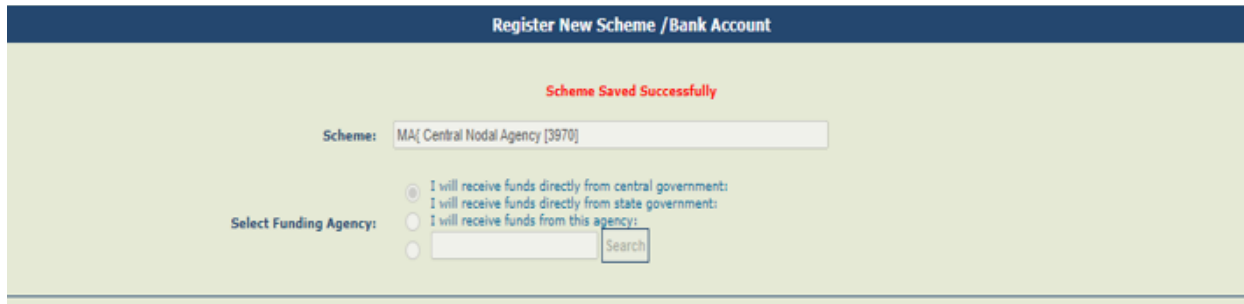 Register New Scheme /Bank Account
Scheme Saved Successfully
Scheme: MA{ Central Nodal Agency [3970]
I will receive funds directly from central government:
I will receive funds directly from state government:
Select Funding Agency: I will receive funds from this agency:
Search